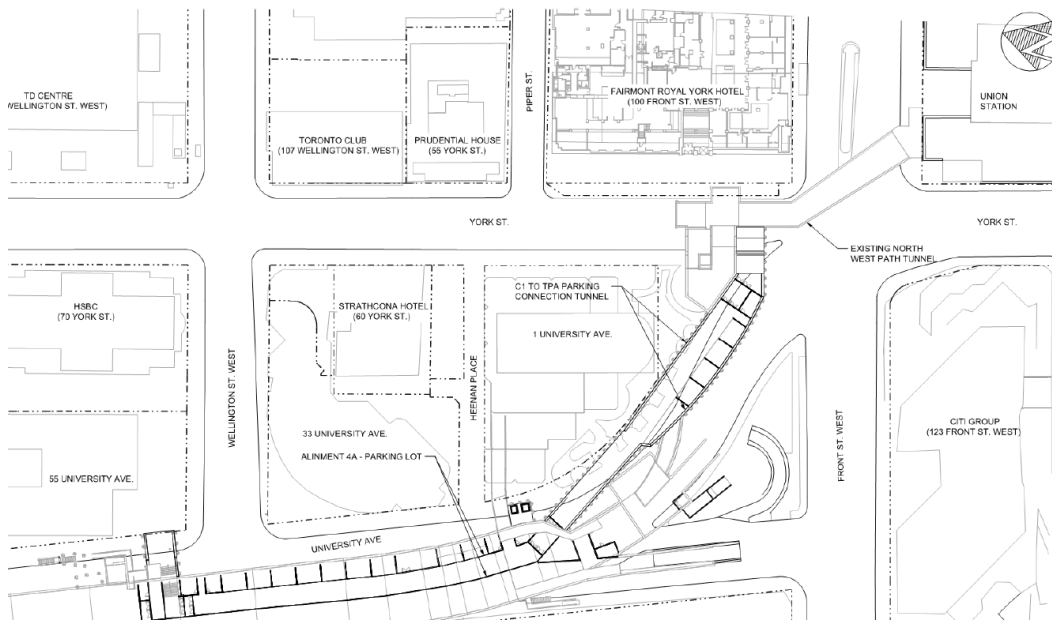 TD CENTRE
WELLINGTON ST. WEST)
TORONTO CLUB
(107 WELLINGTON ST. WEST)
PRUDENTIAL HOUSE
(55 YORK ST.)
PIPER ST.
FAIRMONT ROYAL YORK HOTEL
(100 FRONT ST. WEST)
UNION
STATION
YORK ST.
YORK ST.
EXISTING NORTH
WEST PATH TUNNEL
C1 TO TPA PARKING
CONNECTION TUNNEL
HSBC
(70 YORK ST.)
STRATHCONA HOTEL
(60 YORK ST.)
1 UNIVERSITY AVE.
WELLINGTON ST. WEST
HEENAN PLACE
33 UNIVERSITY AVE.
ALINMENT 4A - PARKING LOT
FRONT ST. WEST
CITI GROUP
(123 FRONT ST. WEST)
55 UNIVERSITY AVE.
UNIVERSITY AVE